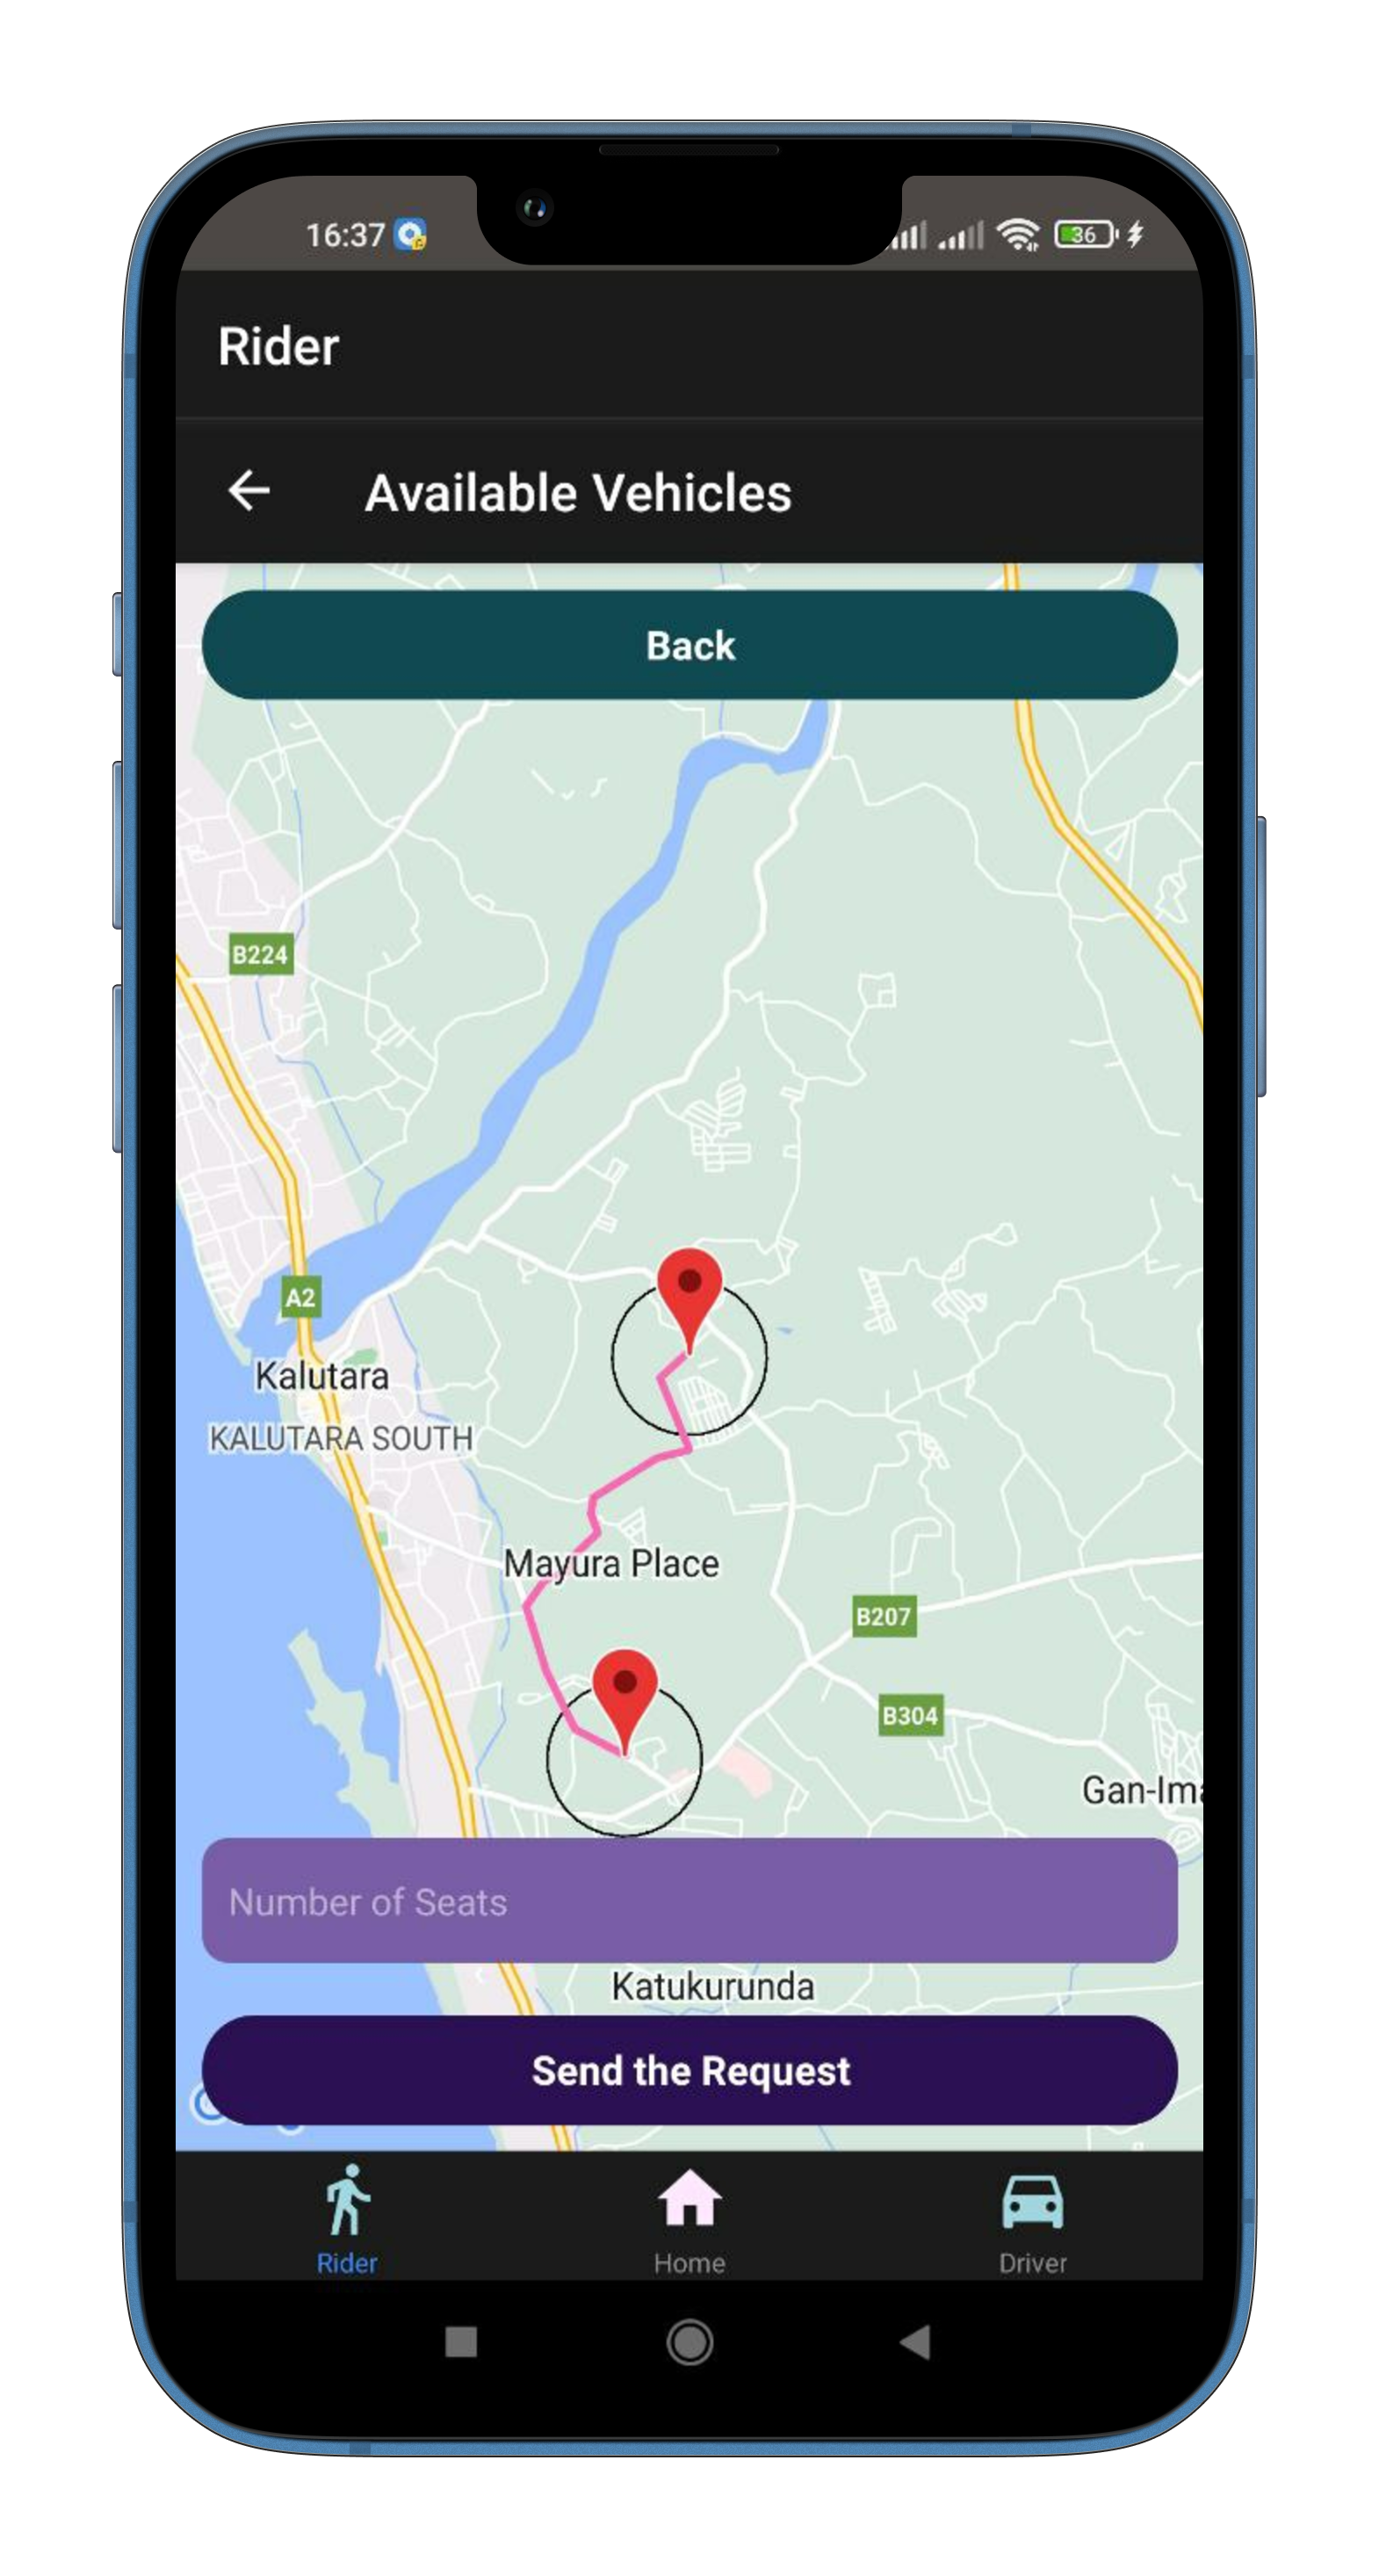 16:37
36
Rider
Available Vehicles
Back
B224
A2
Kalutara
KALUTARA SOUTH
Mayura Place
B207
B304
Gan-Im
Number of Seats
Katukurunda
Send the Request
Rider
Home
Driver